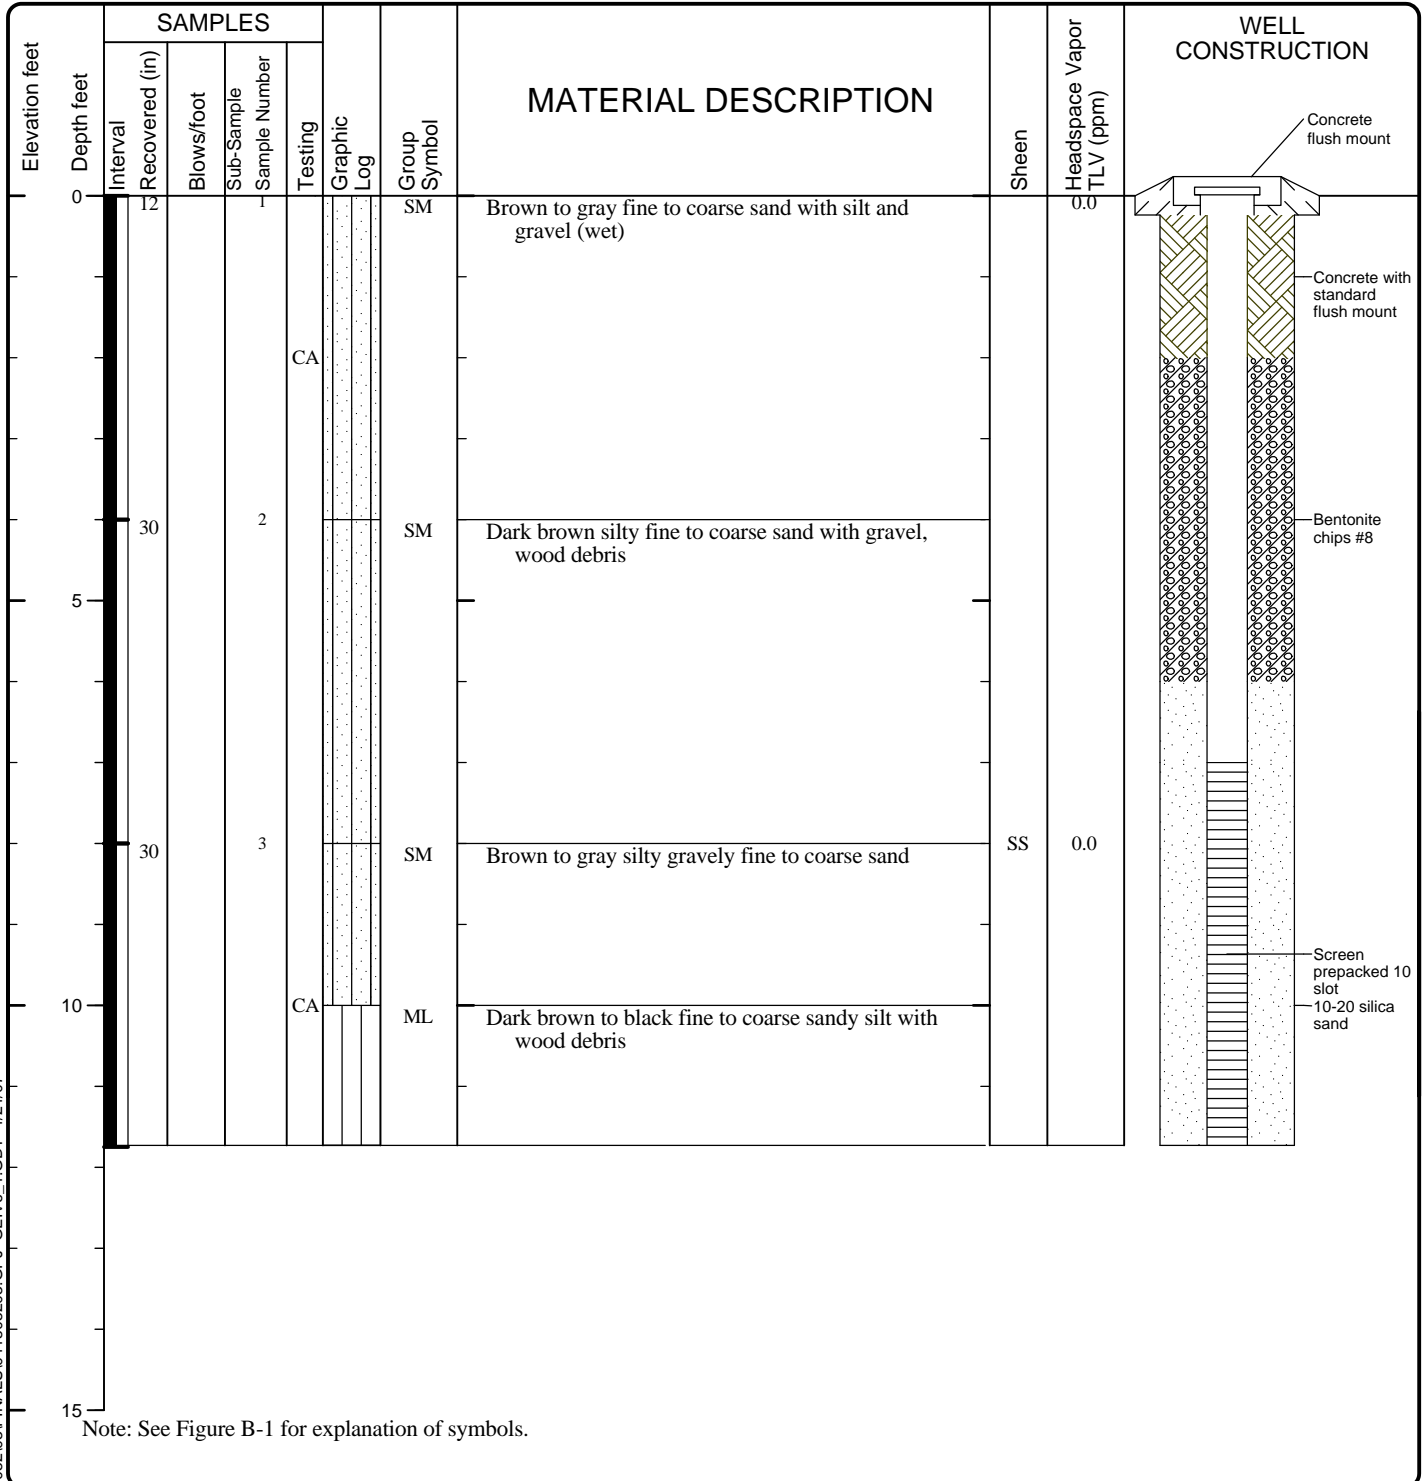 SAMPLES
Elevation feet
Depth feet
Interval
Recovered (in)
Blows/foot
Sub-Sample
Sample Number
Testing
Graphic
Log
Group
Symbol
MATERIAL DESCRIPTION
Sheen
Headspace Vapor
TLV (ppm)
WELL
CONSTRUCTION
Concrete
flush mount
0
12
1
SM
Brown to gray fine to coarse sand with silt and
gravel (wet)
0.0
Concrete with
standard
flush mount
CA
30
2
SM
Dark brown silty fine to coarse sand with gravel,
wood debris
Bentonite
chips #8
5
30
3
SM
Brown to gray silty gravely fine to coarse sand
SS
0.0
Screen
prepacked 10
slot
10
CA
ML
Dark brown to black fine to coarse sandy silt with
wood debris
10-20 silica
sand
15
Note: See Figure B-1 for explanation of symbols.